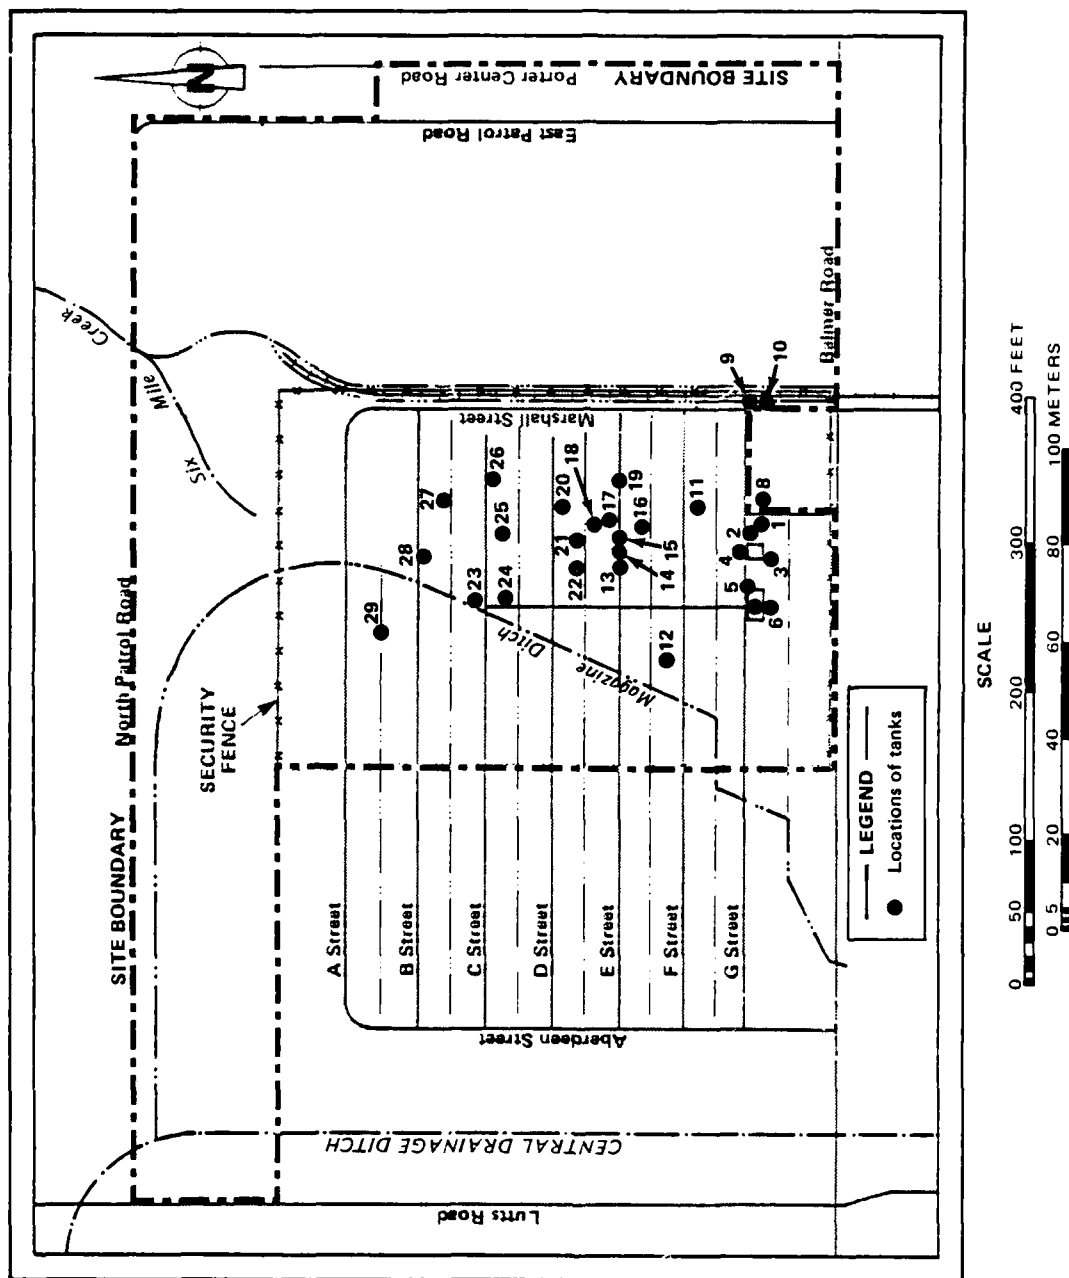 N
Porter Center Road
SITE BOUNDARY
East Patrol Road
Creek
Mile
Six
North Patrol Road
SITE BOUNDARY
SECURITY
FENCE
Marshall Street
Balmer Road
9
10
18
26
27
28
25
20
17
19
16
11
8
1
2
21
22
15
14
13
4
3
5
6
23
24
29
12
Magazine
Ditch
A Street
B Street
C Street
D Street
E Street
F Street
G Street
Aberdeen Street
CENTRAL DRAINAGE DITCH
Lutts Road
LEGEND
Locations of tanks
SCALE
0 50 100 200 300 400 FEET
0 5 20 40 60 80 100 METERS